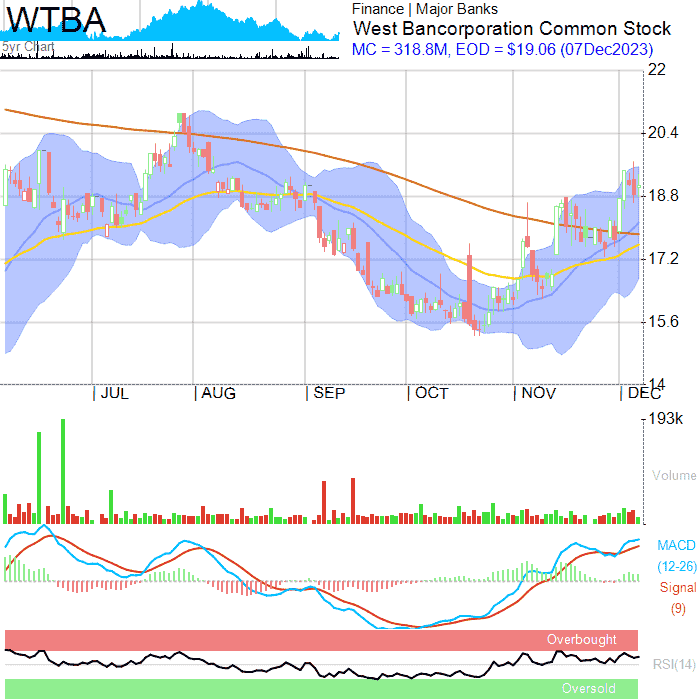 WTBA
5yr Chart
Finance | Major Banks
West Bancorporation Common Stock
MC = 318.8M, EOD = $19.06 (07Dec2023)
22
20.4
18.8
17.2
15.6
14
JUL AUG SEP OCT NOV DEC
193k
Volume
MACD
(12-26)
Signal
(9)
Overbought
RSI(14)
Oversold